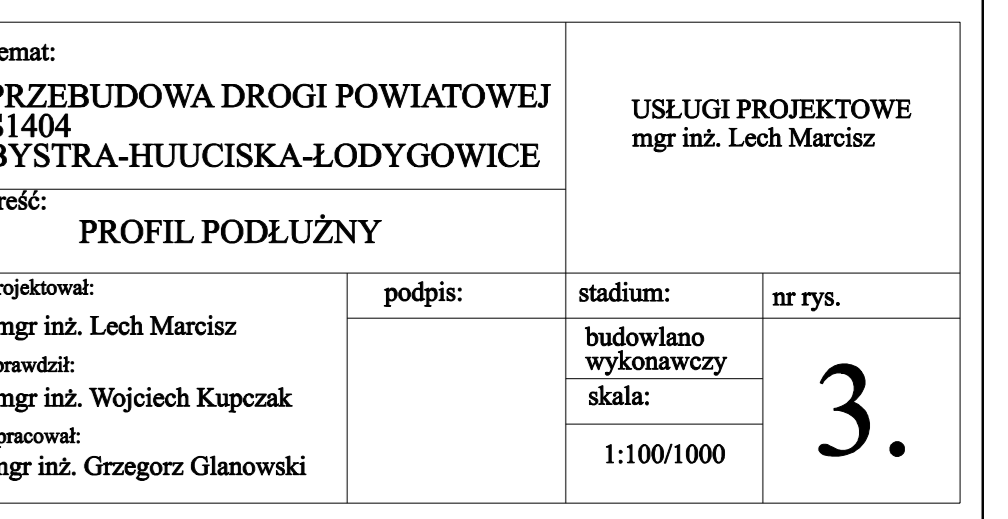 emat:
PRZEBUDOWA DROGI POWIATOWEJ
S1404
BYSTRA-HUUCISKA-ŁODYGOWICE
USŁUGI PROJEKTOWE
mgr inż. Lech Marcisz
reść:
PROFIL PODŁUŻNY
rojektował:
mgr inż. Lech Marcisz
prawdził:
mgr inż. Wojciech Kupczak
pracował:
mgr inż. Grzegorz Glanowski
podpis:
stadium:
budowlano
wykonawczy
skala:
1:100/1000
nr rys.
3.